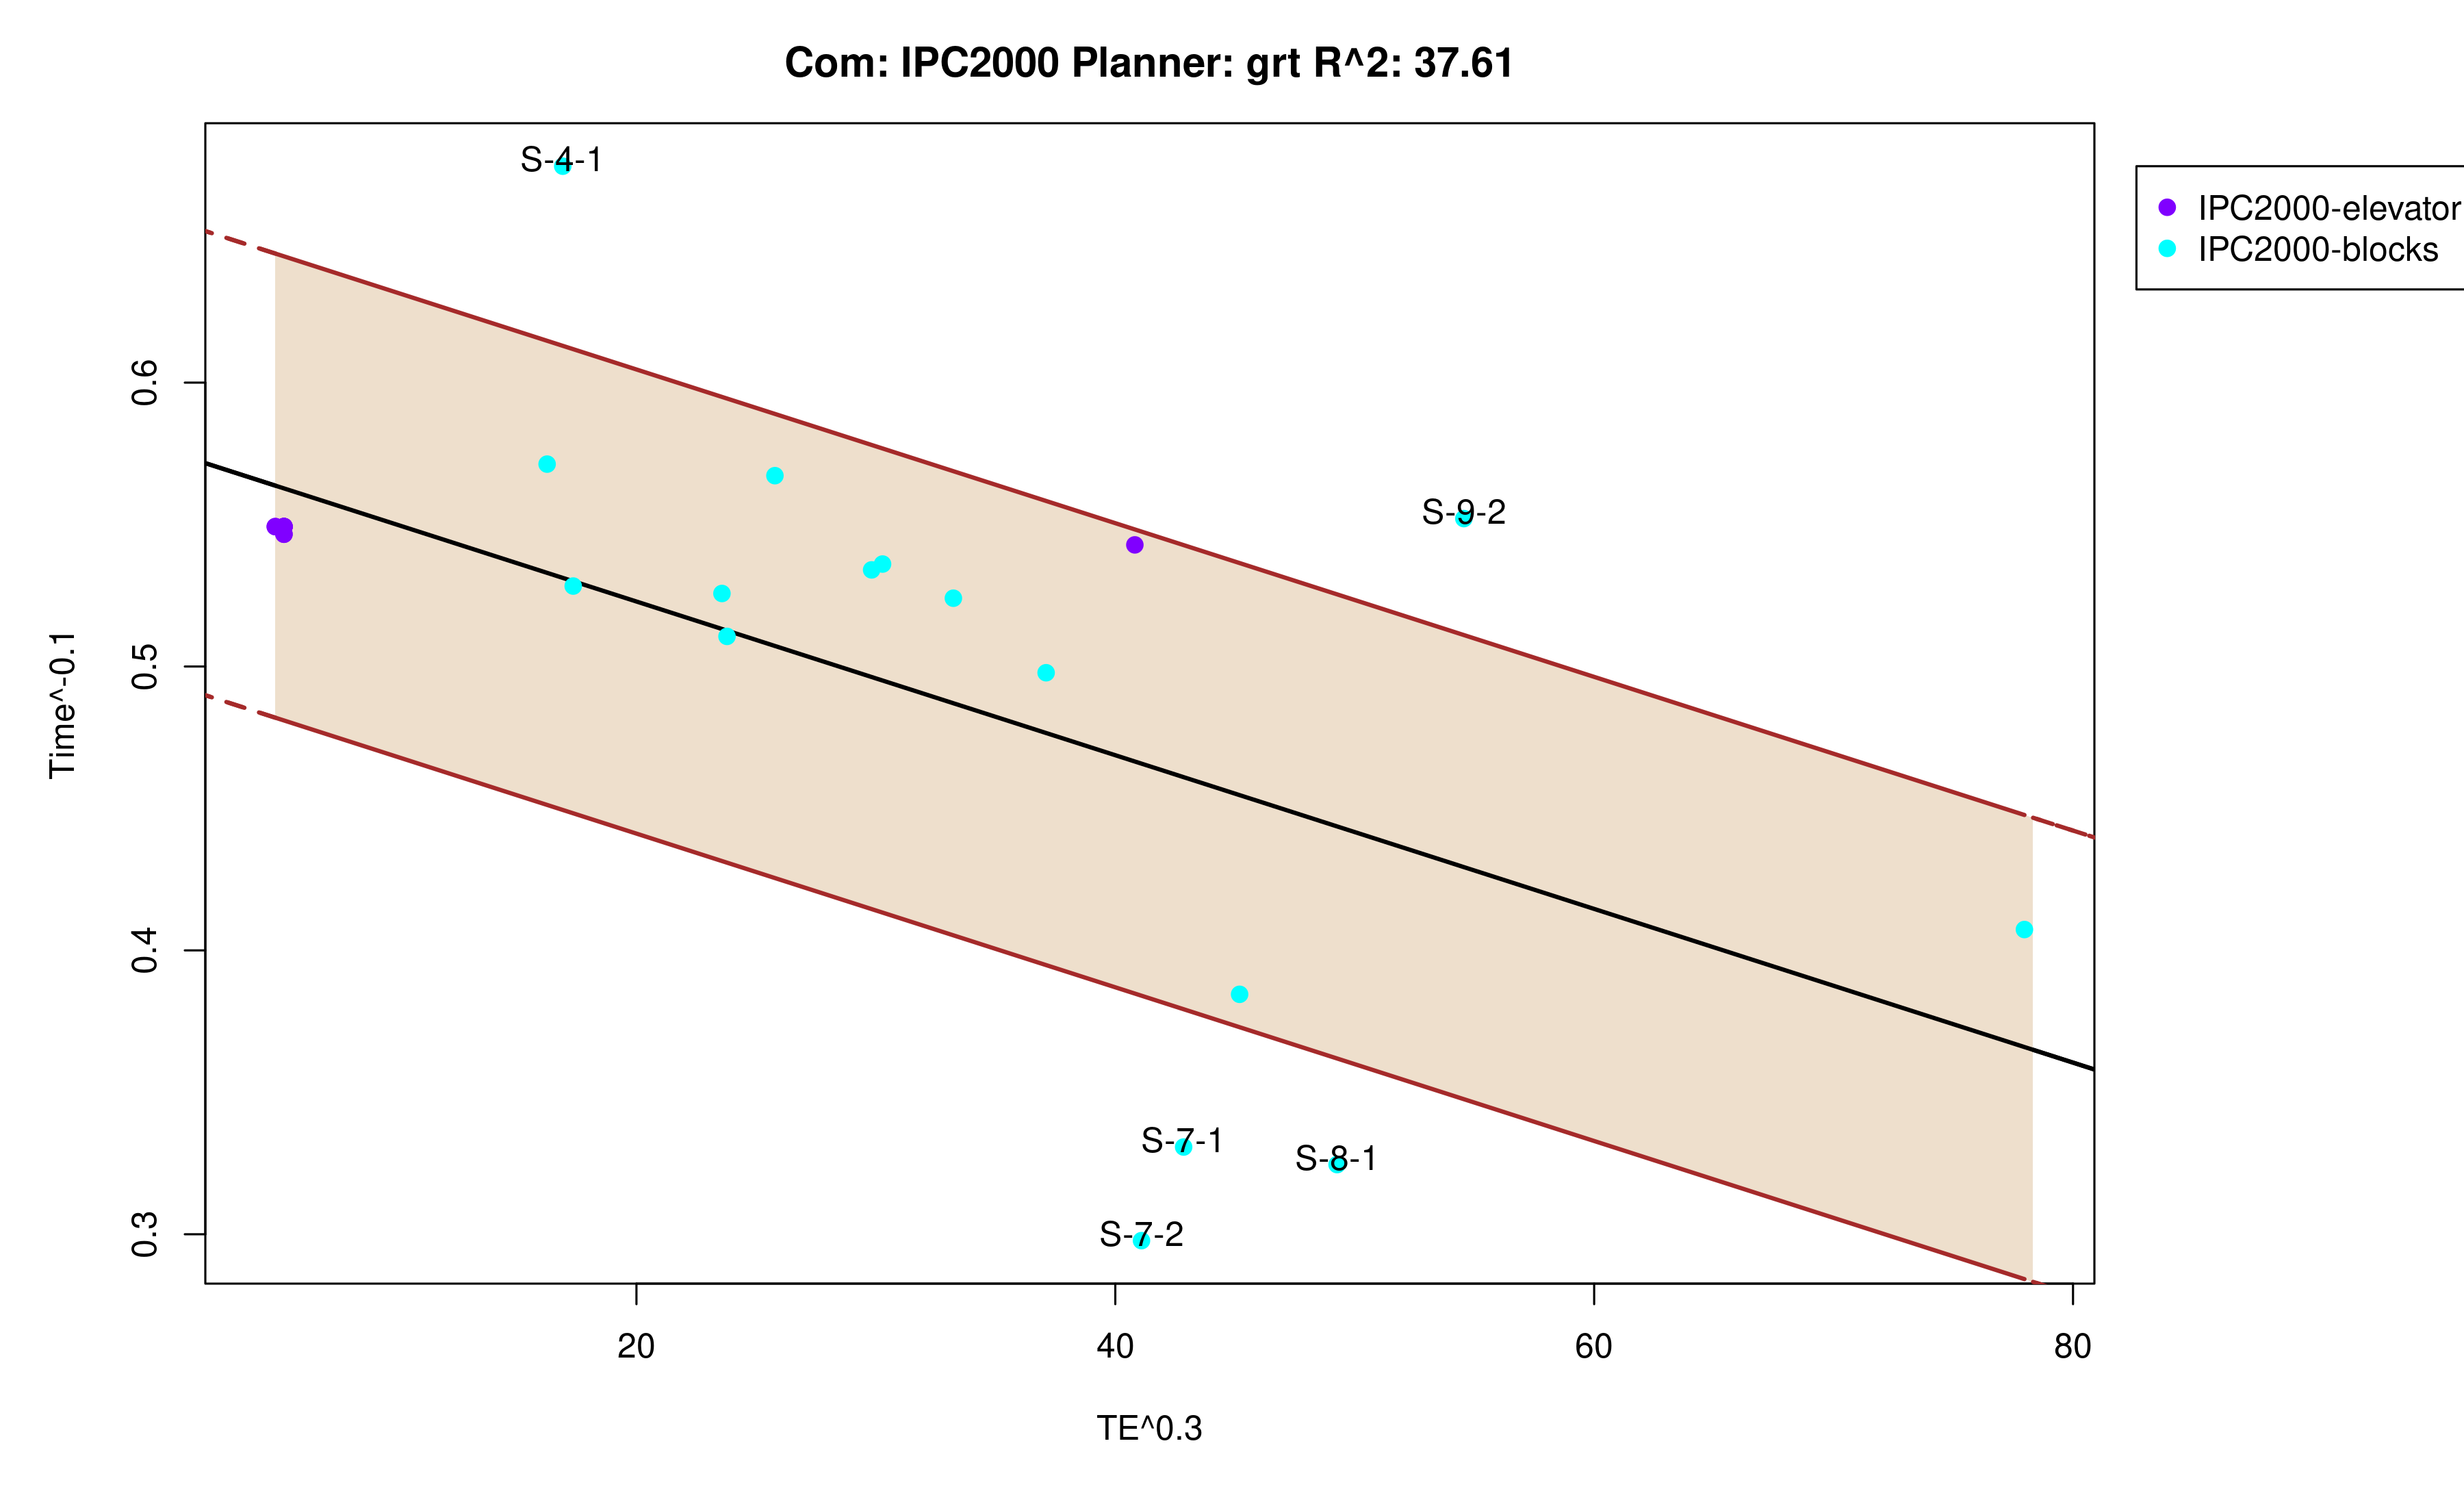 Com: IPC2000 Planner: grt R^2: 37.61
S-4-1
IPC2000-elevator
IPC2000-blocks
0.6
S-9-2
0.5
Time^-0.1
0.4
S-7-1
S-8-1
0.3
S-7-2
20 40 60 80
TE^0.3